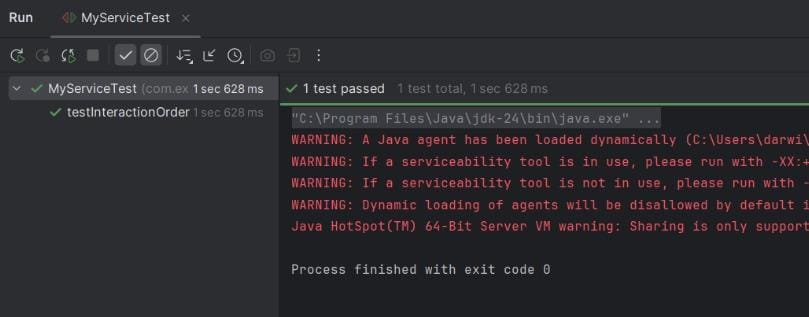 Run MyServiceTest
MyServiceTest (com.ex 1 sec 628 ms
testInteractionOrder 1 sec 628 ms
1 test passed 1 test total, 1 sec 628 ms
"C:\Program Files\Java\jdk-24\bin\java.exe" ...
WARNING: A Java agent has been loaded dynamically (C:\Users\darwi\
WARNING: If a serviceability tool is in use, please run with -XX:+
WARNING: If a serviceability tool is not in use, please run with -
WARNING: Dynamic loading of agents will be disallowed by default i
Java HotSpot(TM) 64-Bit Server VM warning: Sharing is only support
Process finished with exit code 0